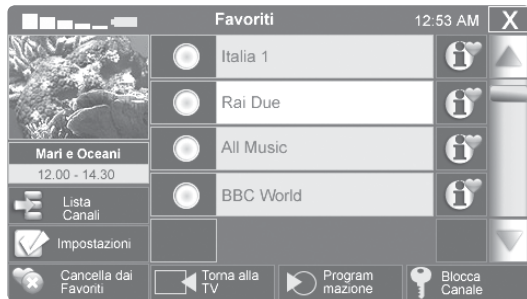 Favoriti
12:53 AM
X
Italia 1
Rai Due
All Music
BBC World
Mari e Oceani
12.00 - 14.30
Lista
Canali
Impostazioni
Cancella dai
Favoriti
Torna alla
TV
Program
mazione
Blocca
Canale